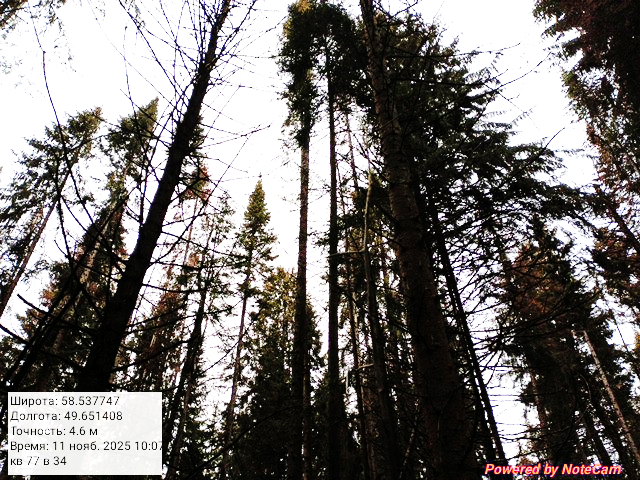 Широта: 58.537747
Долгота: 49.651408
Точность: 4.6 м
Время: 11 нояб. 2025 10:07
кв 77 в 34
Powered by NoteCam